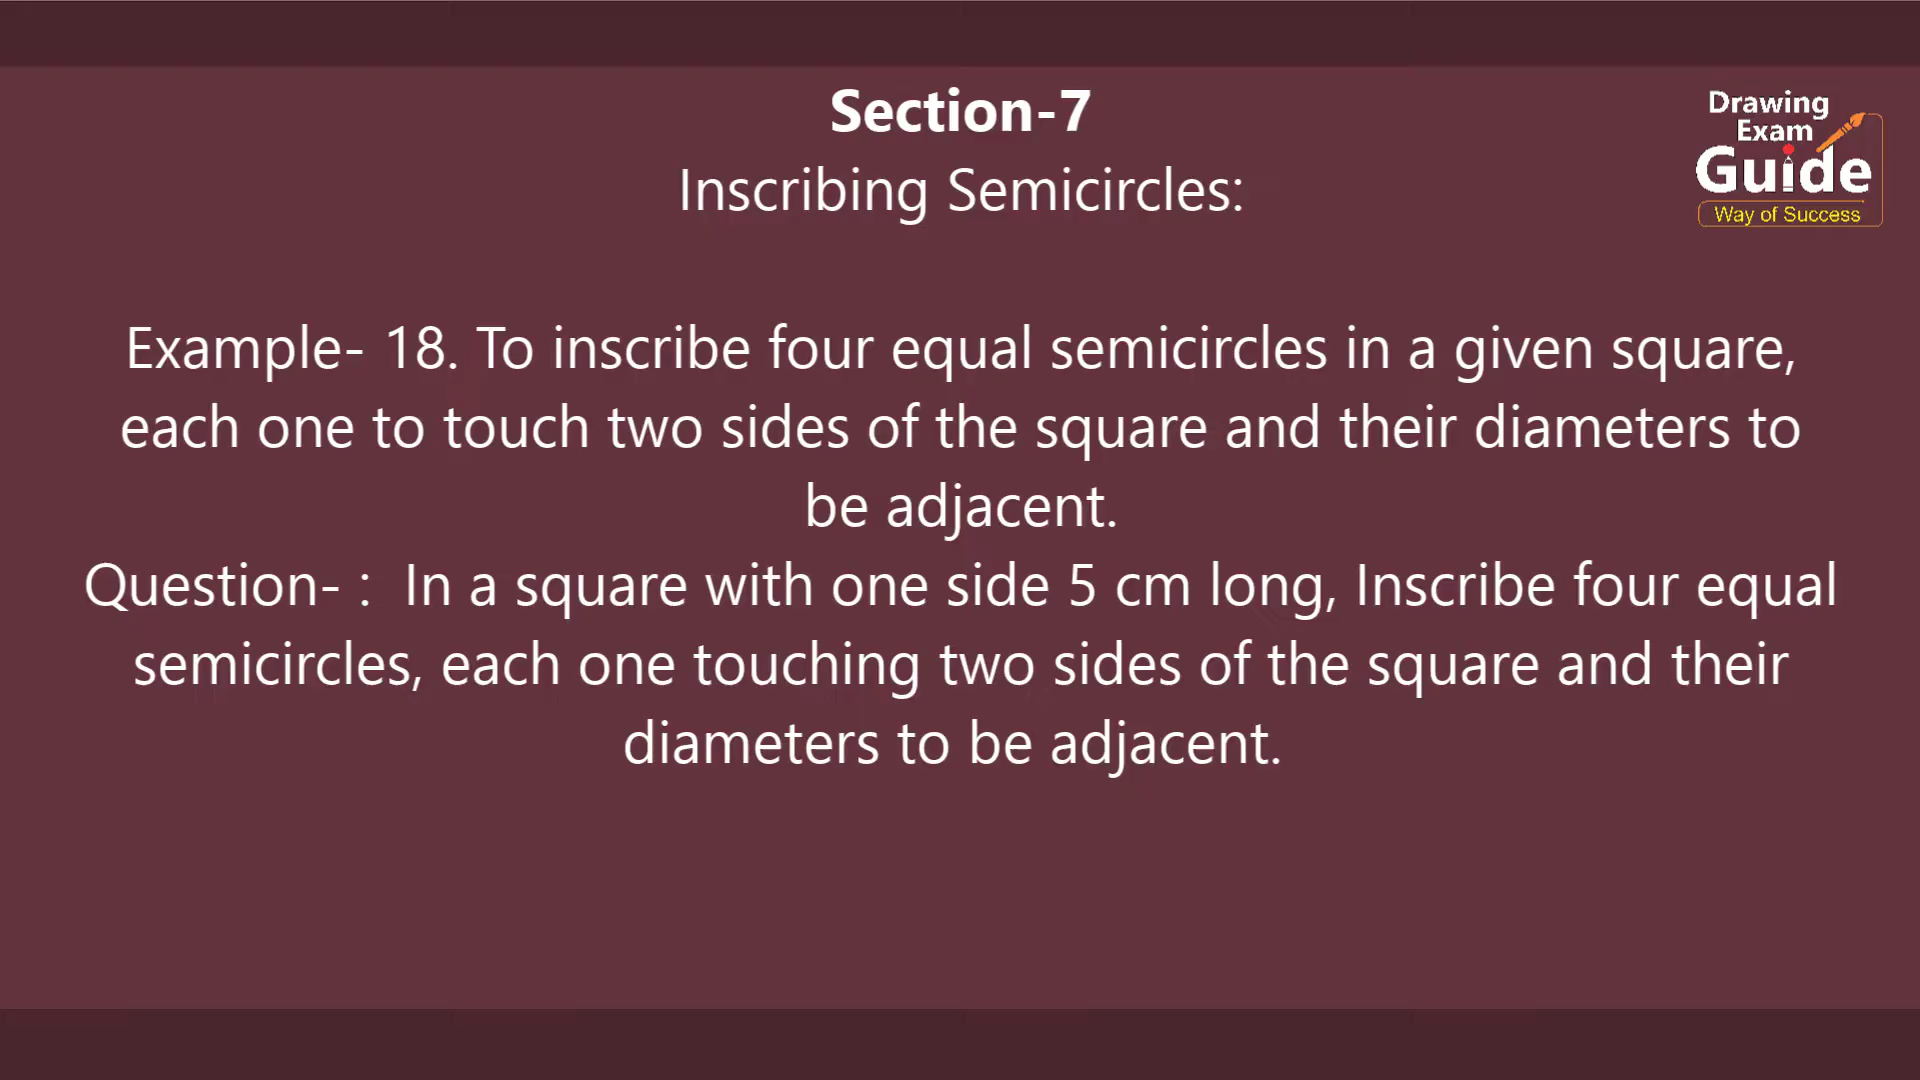 Section-7
Inscribing Semicircles:
Drawing
Exam
Guide
Way of Success
Example- 18. To inscribe four equal semicircles in a given square,
each one to touch two sides of the square and their diameters to
be adjacent.
Question- :  In a square with one side 5 cm long, Inscribe four equal
semicircles, each one touching two sides of the square and their
diameters to be adjacent.